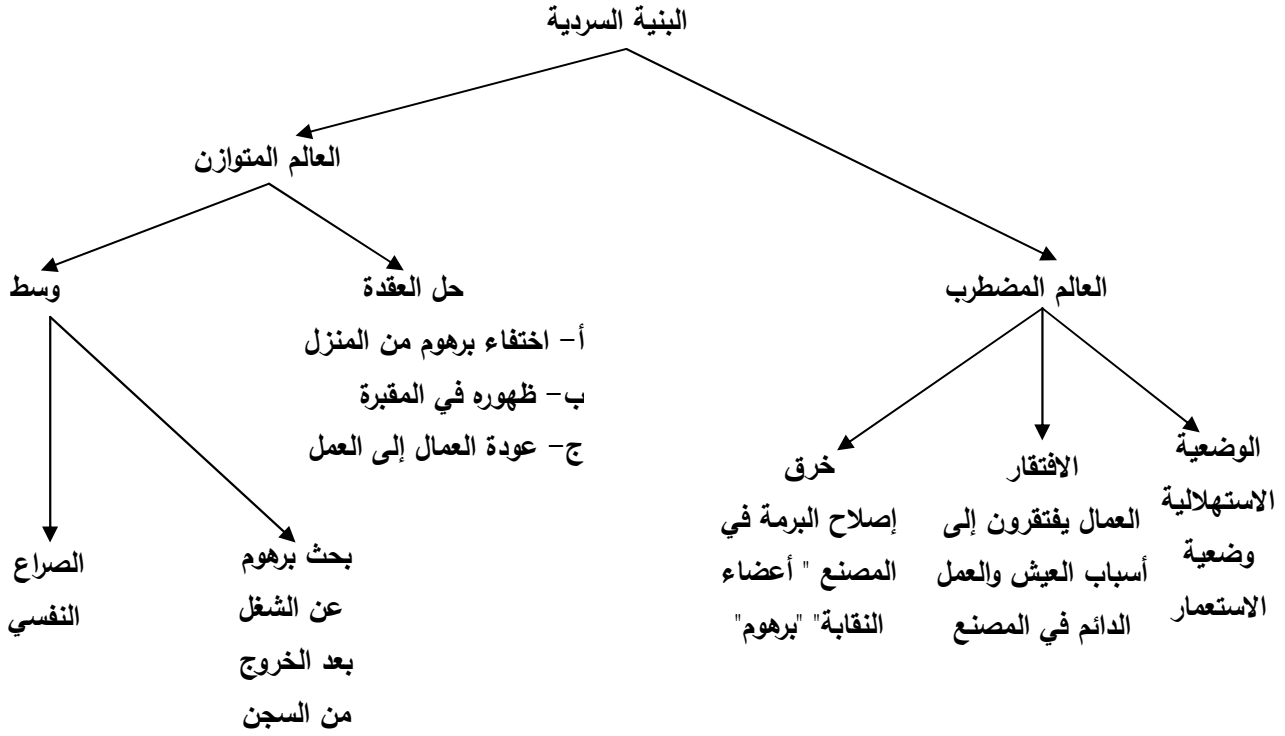 البنية السردية
العالم المضطرب
الوضعية
الاستهلالية
وضعية
الاستعمار
الافتقار
العمال يفتقرون إلى
أسباب العيش والعمل
الدائم في المصنع
خرق
إصلاح البرمة في
المصنع " أعضاء
النقابة" "برهوم"
العالم المتوازن
حل العقدة
أ– اختفاء برهوم من المنزل
ب– ظهوره في المقبرة
ج– عودة العمال إلى العمل
وسط
بحث برهوم
عن الشغل
بعد الخروج
من السجن
الصراع
النفسي